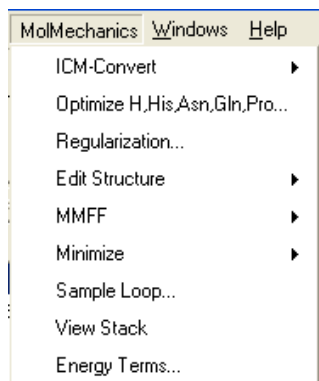 MolMechanics Windows Help
ICM-Convert
Optimize H,His,Asn,Gln,Pro...
Regularization...
Edit Structure
MMFF
Minimize
Sample Loop...
View Stack
Energy Terms...